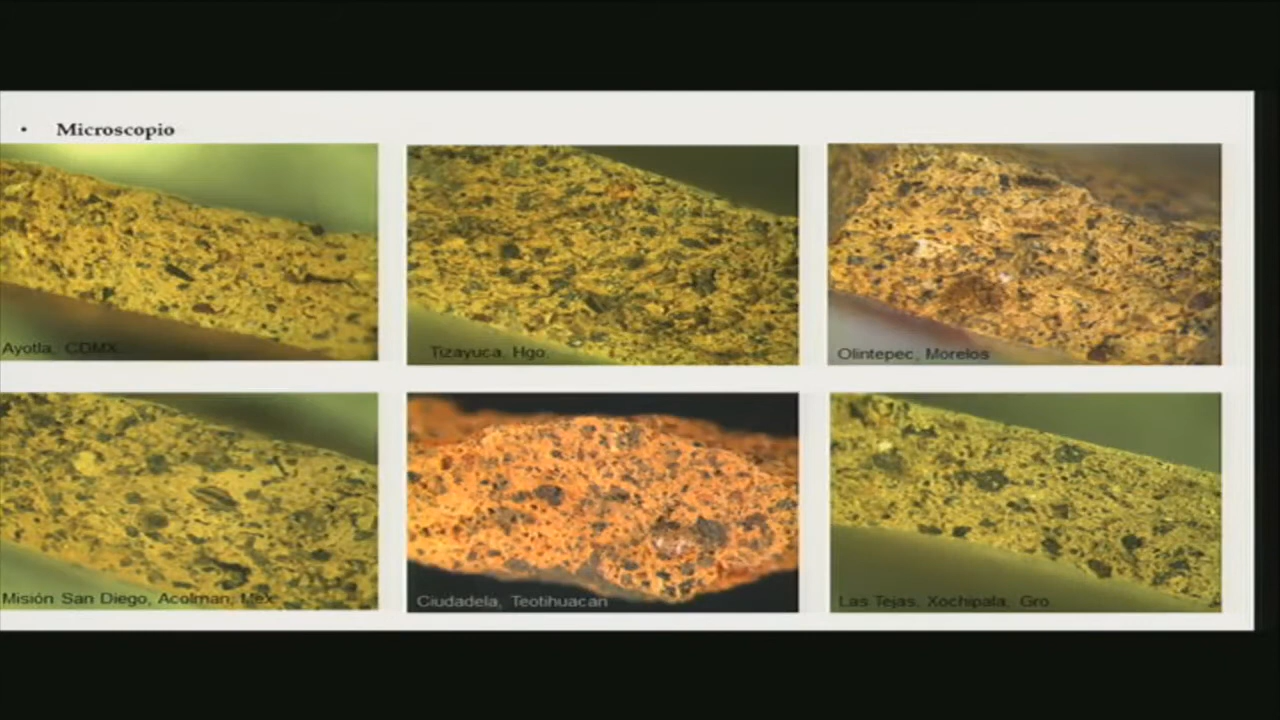 • Microscopio
Ayotla, CDMX
Tizayuca, Hgo.
Olintepec, Morelos
Misión San Diego, Acolman, Mex
Ciudadela, Teotihuacan
Las Tejas, Xochipala, Gro